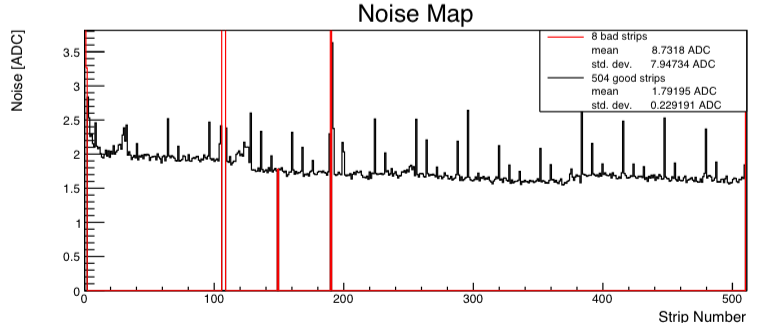 Noise Map
Noise [ADC]
8 bad strips
mean 8.7318 ADC
std. dev. 7.94734 ADC
504 good strips
mean 1.79195 ADC
std. dev. 0.229191 ADC
3.5
3
2.5
2
1.5
1
0.5
0
0 100 200 300 400 500
Strip Number